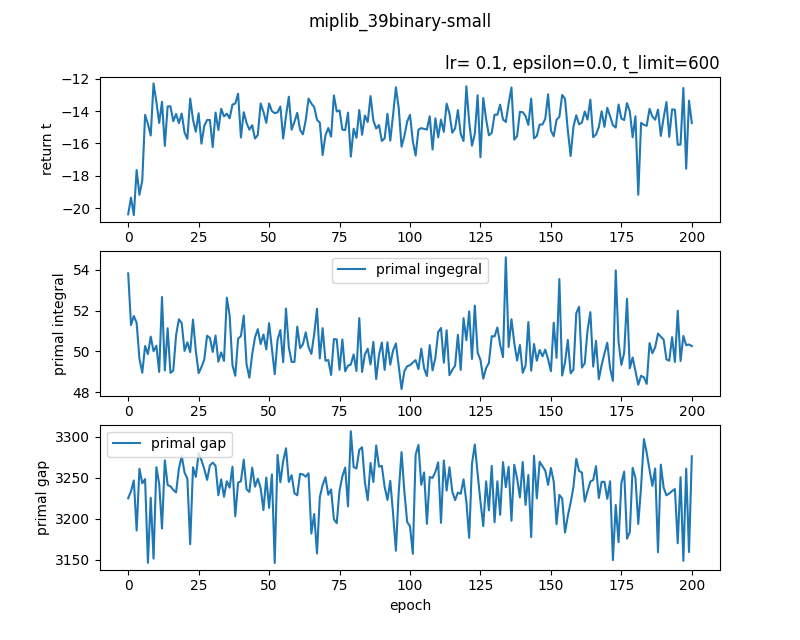 miplib_39binary-small
lr= 0.1, epsilon=0.0, t_limit=600
return t
−12
−14
−16
−18
−20
0 25 50 75 100 125 150 175 200
primal integral
54
52
50
48
primal ingegral
0 25 50 75 100 125 150 175 200
primal gap
3300
3250
3200
3150
primal gap
0 25 50 75 100 125 150 175 200
epoch